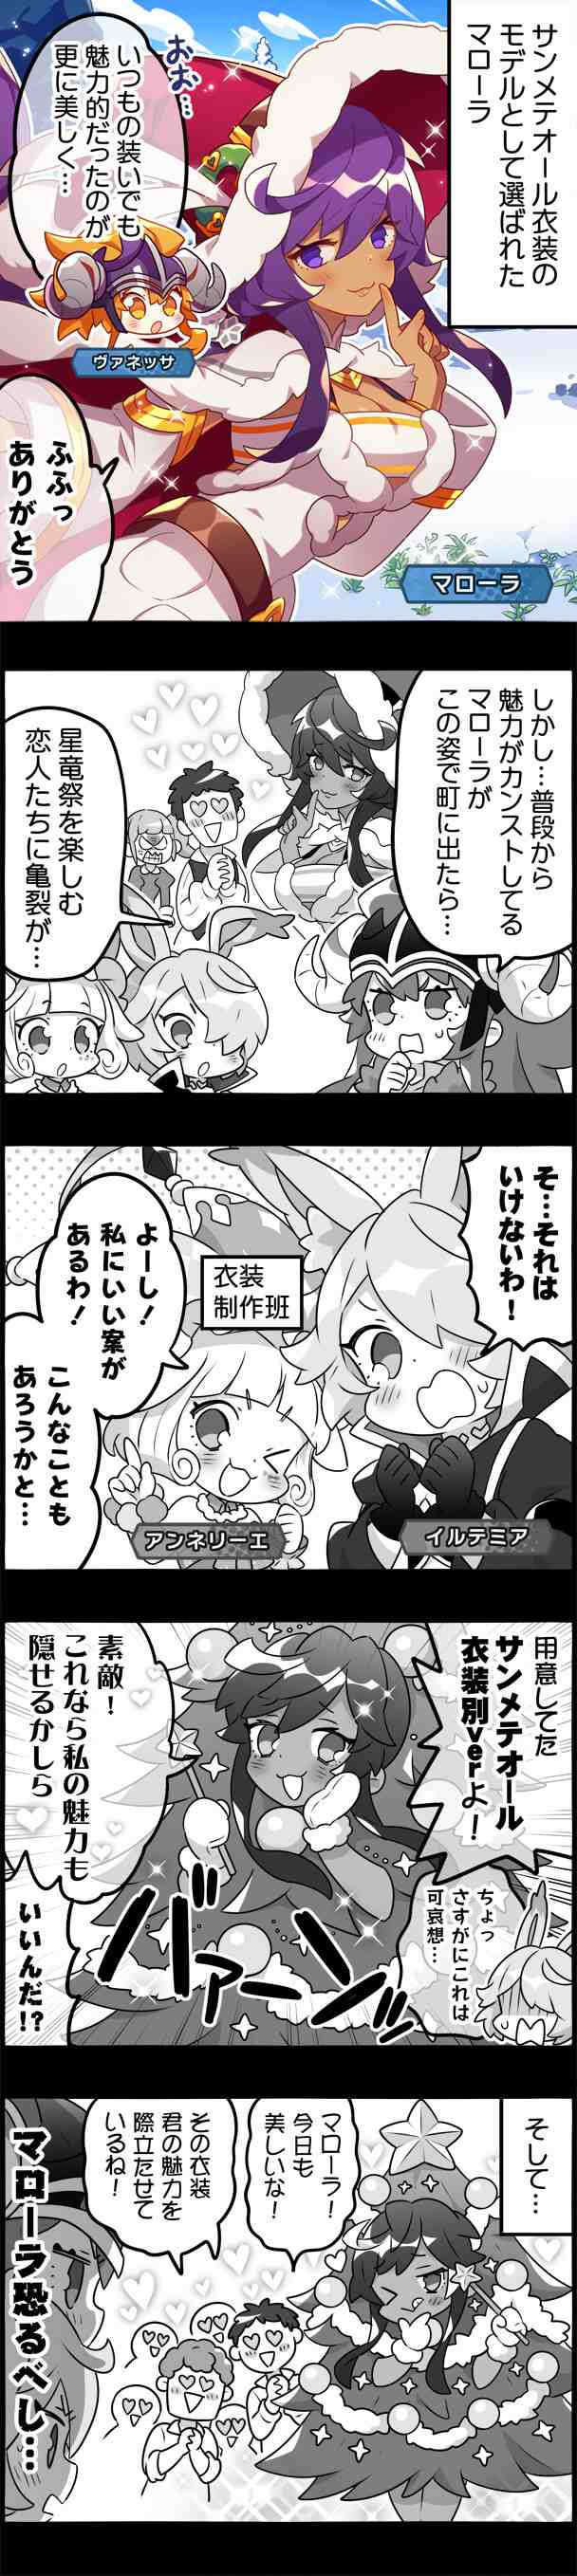 サンメテオール衣装の
モデルとして選ばれた
マローラ
おお…
いつもの装いでも
魅力的だったのが
更に美しく…
ヴァネッサ
ふふっ
ありがとう
マローラ
しかし…普段から
魅力がカンストしてる
マローラが
この姿で町に出たら…
星竜祭を楽しむ
恋人たちに亀裂が…
そ…それは
いけないわ！
衣装
制作班
よーし！
私にいい案が
あるわ！
こんなことも
あろうかと…
イルテミア
アンネリーエ
用意してた
サンメテオール
衣装別verよ！
ちょっ
さすがにこれは
可哀想…
バァーン
素敵！
これなら私の魅力も
隠せるかしら
いいんだ!?
そして…
マローラ！
今日も
美しいな！
その衣装
君の魅力を
際立たせて
いるね！
マローラ恐るべし…